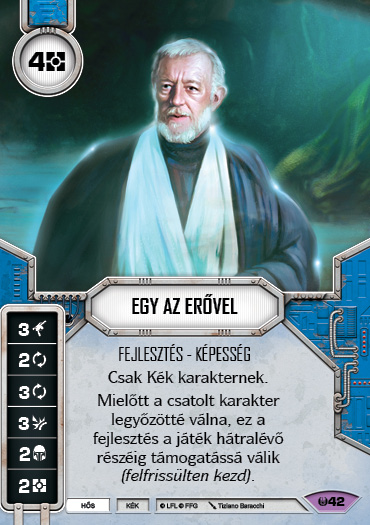 4
EGY AZ ERŐVEL
3
2
3
3
2
2
FEJLESZTÉS - KÉPESSÉG
Csak Kék karakternek.
Mielőtt a csatolt karakter
legyőzötté válna, ez a
fejlesztés a játék hátralévő
részéig támogatássá válik
(felfrissülten kezd).
HŐS
KÉK
© LFL © FFG
Tiziano Baracchi
42